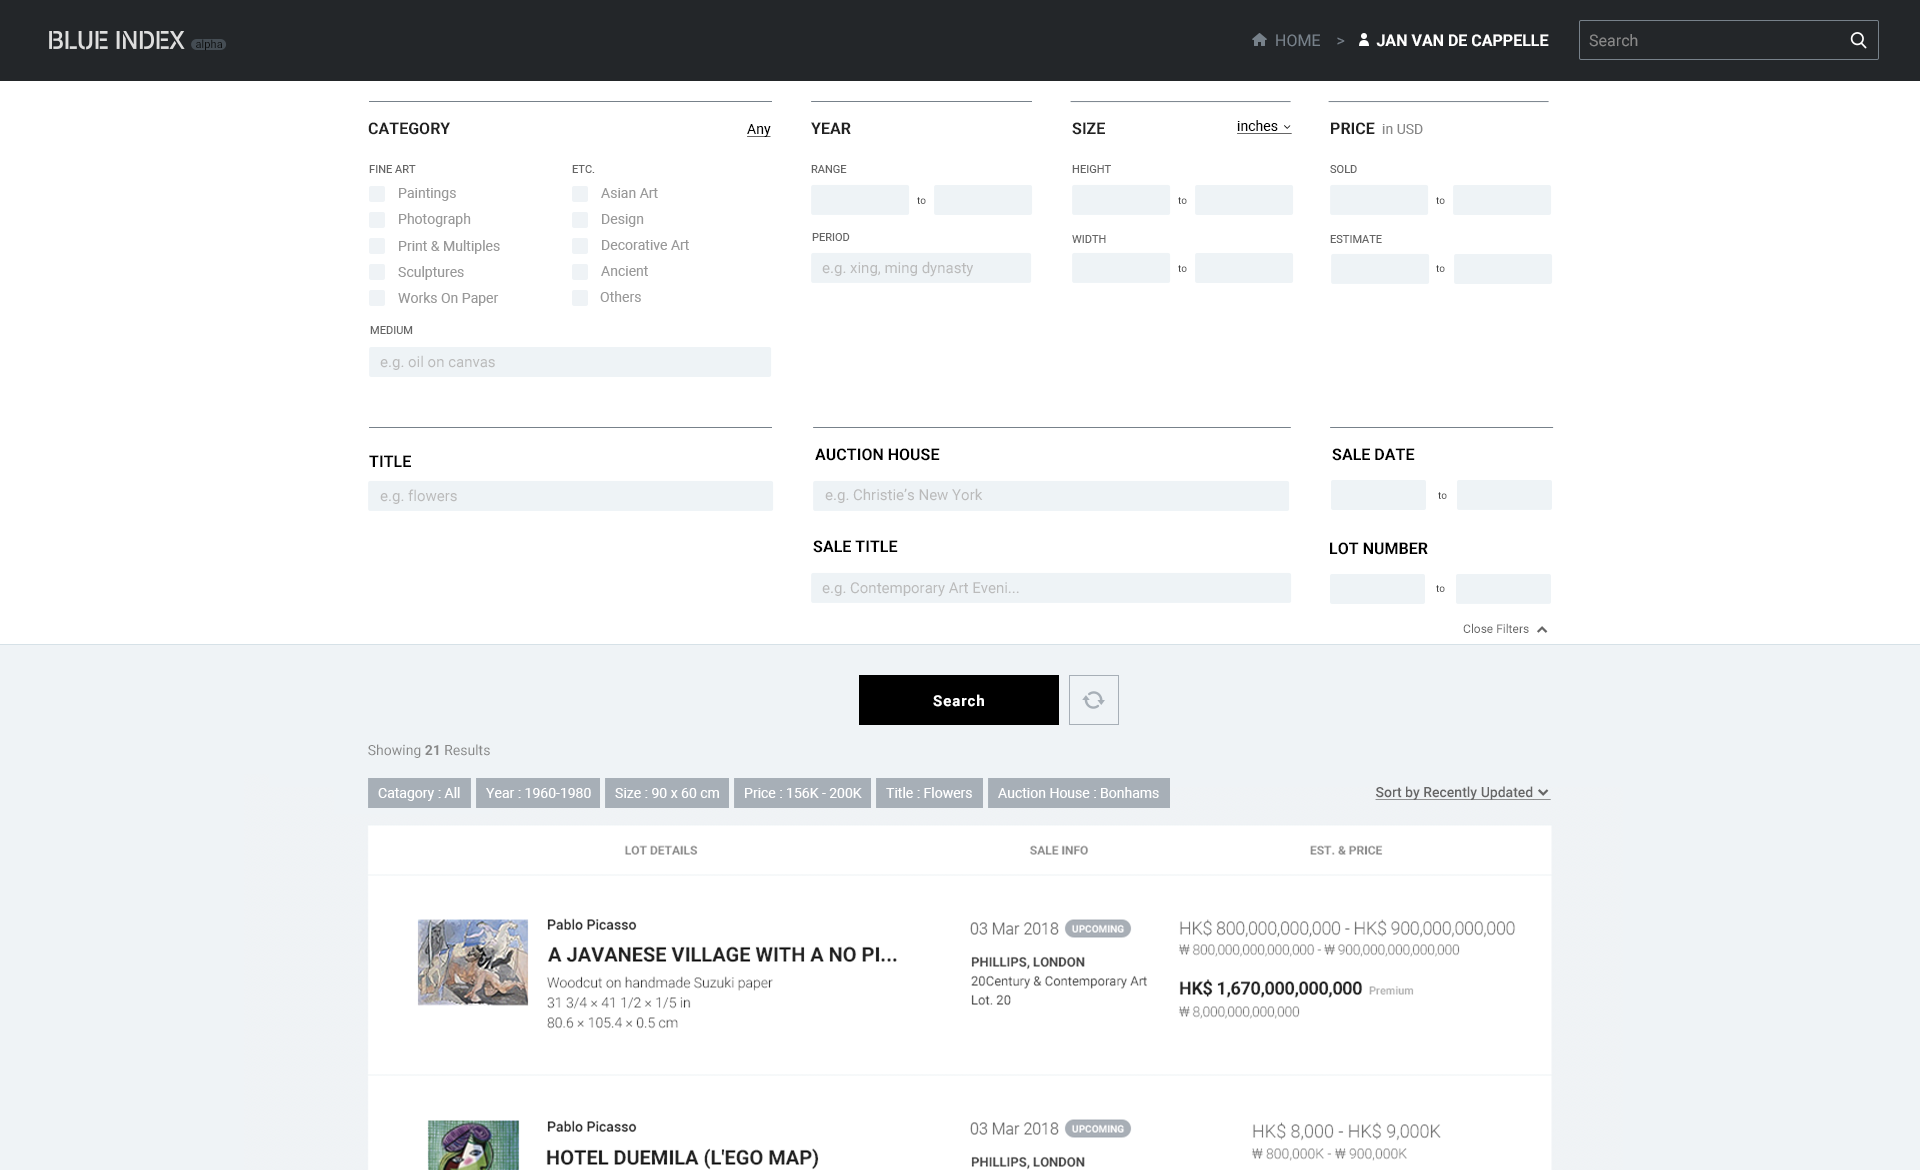 BLUE INDEX alpha
HOME > JAN VAN DE CAPPELLE
Search
CATEGORY Any
FINE ART
Paintings
Photograph
Print & Multiples
Sculptures
Works On Paper
ETC.
Asian Art
Design
Decorative Art
Ancient
Others
MEDIUM
e.g. oil on canvas
YEAR
RANGE
to
PERIOD
e.g. xing, ming dynasty
SIZE inches
HEIGHT
to
WIDTH
to
PRICE in USD
SOLD
to
ESTIMATE
to
TITLE
e.g. flowers
AUCTION HOUSE
e.g. Christie's New York
SALE TITLE
e.g. Contemporary Art Eveni...
SALE DATE
to
LOT NUMBER
to
Close Filters
Search
Showing 21 Results
Catagory : All Year : 1960-1980 Size : 90 x 60 cm Price : 156K - 200K Title : Flowers Auction House : Bonhams
Sort by Recently Updated
LOT DETAILS SALE INFO EST. & PRICE
Pablo Picasso
A JAVANESE VILLAGE WITH A NO PI...
Woodcut on handmade Suzuki paper
31 3/4 × 41 1/2 × 1/5 in
80.6 × 105.4 × 0.5 cm
03 Mar 2018 UPCOMING
PHILLIPS, LONDON
20Century & Contemporary Art
Lot. 20
HK$ 800,000,000,000 - HK$ 900,000,000,000
₩ 800,000,000,000,000 - ₩ 900,000,000,000,000
HK$ 1,670,000,000,000 Premium
₩ 8,000,000,000,000
Pablo Picasso
HOTEL DUEMILA (L'EGO MAP)
03 Mar 2018 UPCOMING
PHILLIPS, LONDON
HK$ 8,000 - HK$ 9,000K
₩ 800,000K - ₩ 900,000K